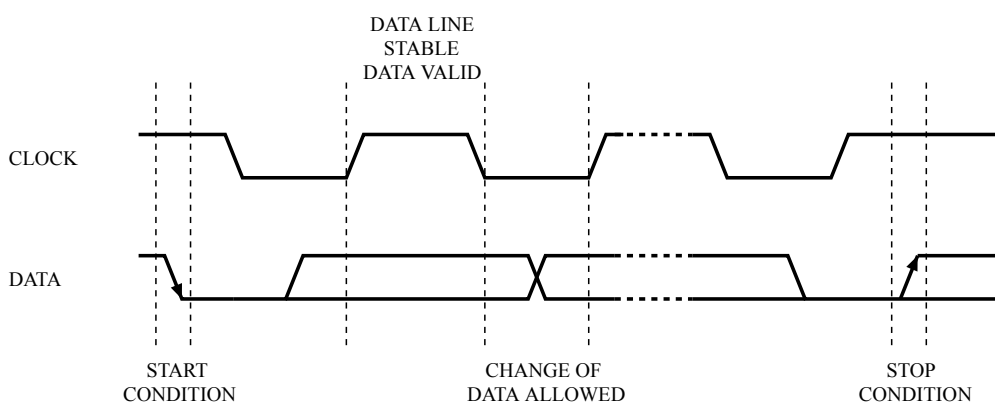 DATA LINE
STABLE
DATA VALID
CLOCK
DATA
START
CONDITION
CHANGE OF
DATA ALLOWED
STOP
CONDITION